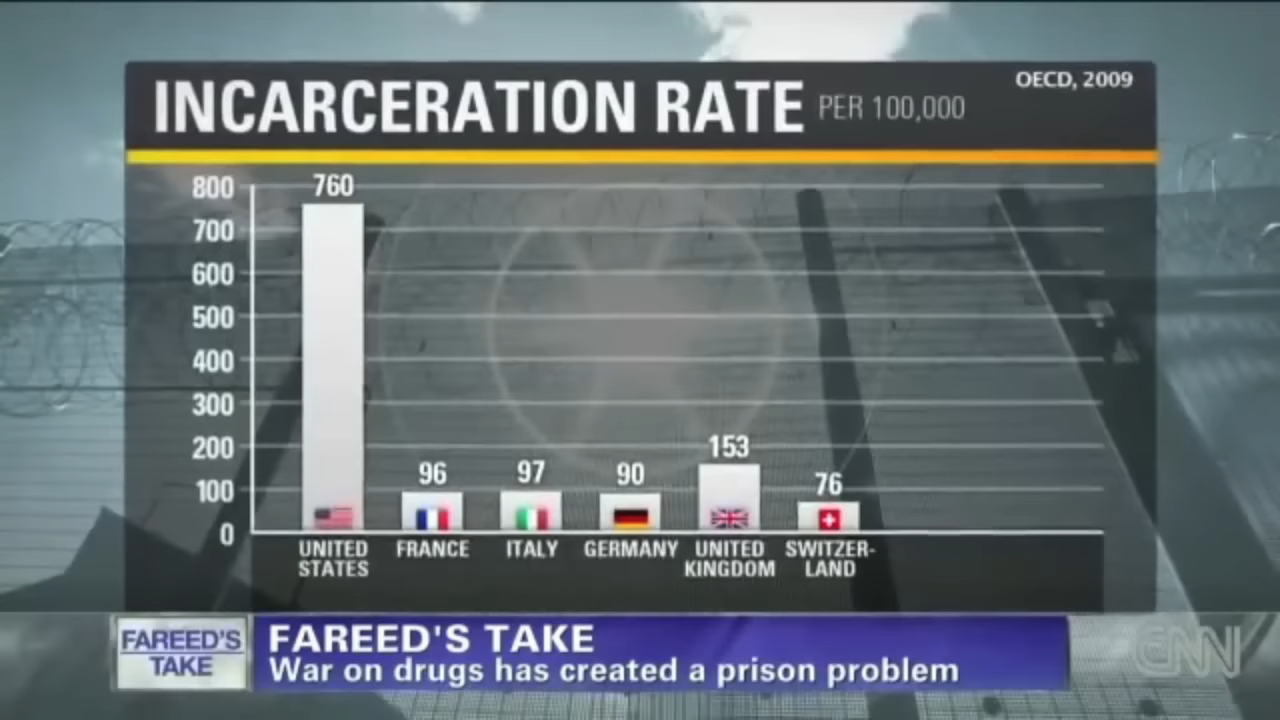 INCARCERATION RATE PER 100,000
OECD, 2009
800
700
600
500
400
300
200
100
0
760
96
97
90
153
76
UNITED
STATES
FRANCE
ITALY
GERMANY
UNITED
KINGDOM
SWITZER-
LAND
FAREED'S
TAKE
FAREED'S TAKE
War on drugs has created a prison problem
CNN